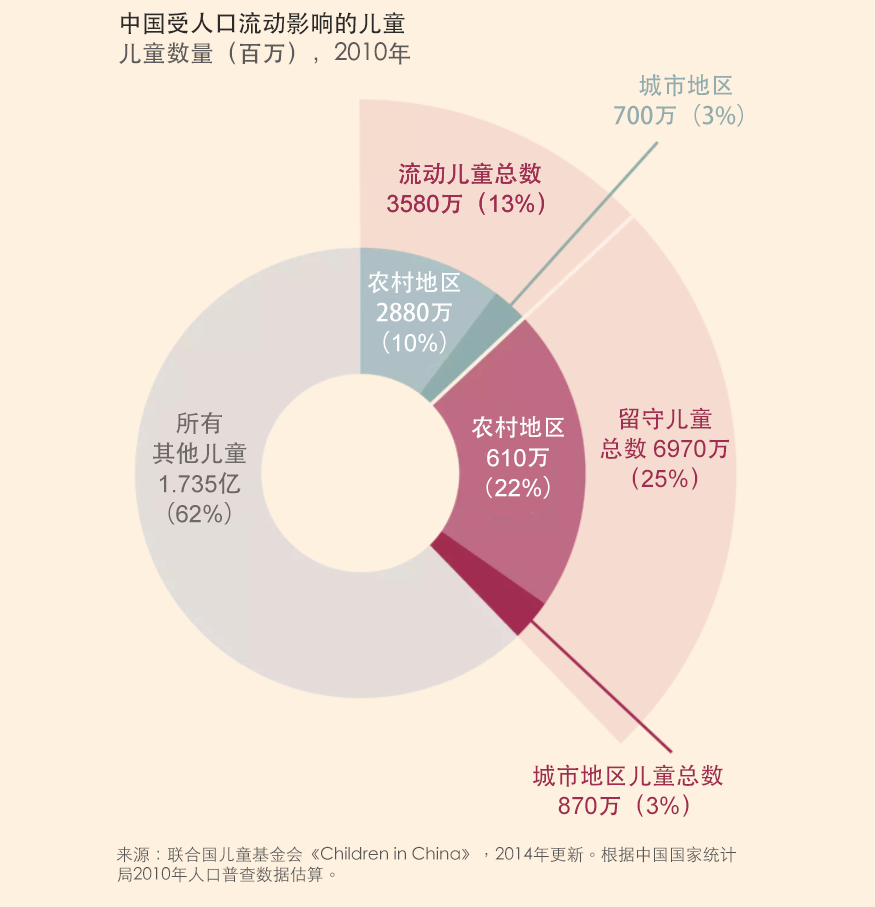 中国受人口流动影响的儿童
儿童数量（百万），2010年
城市地区
700万（3%）
流动儿童总数
3580万（13%）
农村地区
2880万
（10%）
所有
其他儿童
1.735亿
（62%）
农村地区
610万
（22%）
留守儿童
总数 6970万
（25%）
城市地区儿童总数
870万（3%）
来源：联合国儿童基金会《Children in China》，2014年更新。根据中国国家统计
局2010年人口普查数据估算。